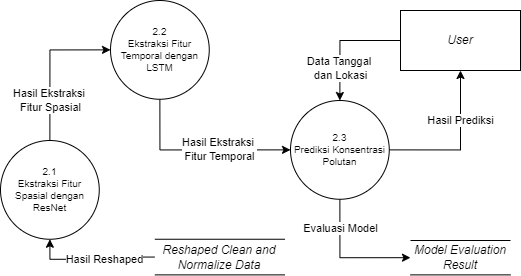 2.2
Ekstraksi Fitur
Temporal dengan
LSTM
User
Data Tanggal
dan Lokasi
Hasil Ekstraksi
Fitur Spasial
Hasil Prediksi
Hasil Ekstraksi
Fitur Temporal
2.3
Prediksi Konsentrasi
Polutan
2.1
Ekstraksi Fitur
Spasial dengan
ResNet
Evaluasi Model
Hasil Reshaped
Reshaped Clean and
Normalize Data
Model Evaluation
Result